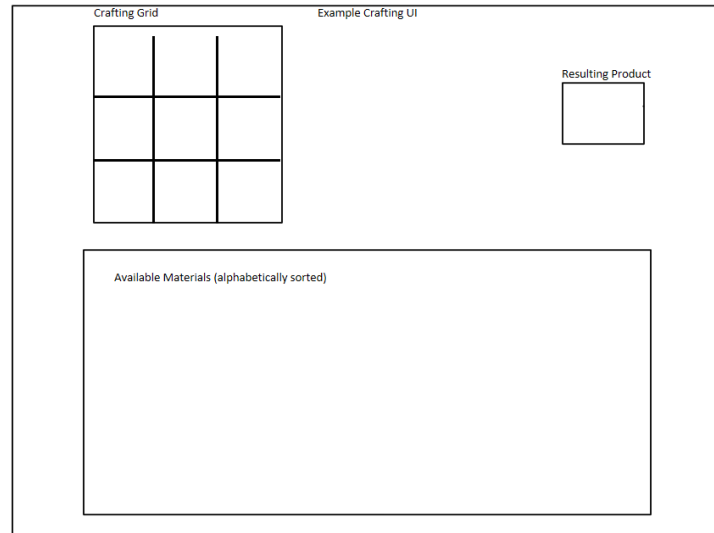 Crafting Grid
Example Crafting UI
Resulting Product
Available Materials (alphabetically sorted)